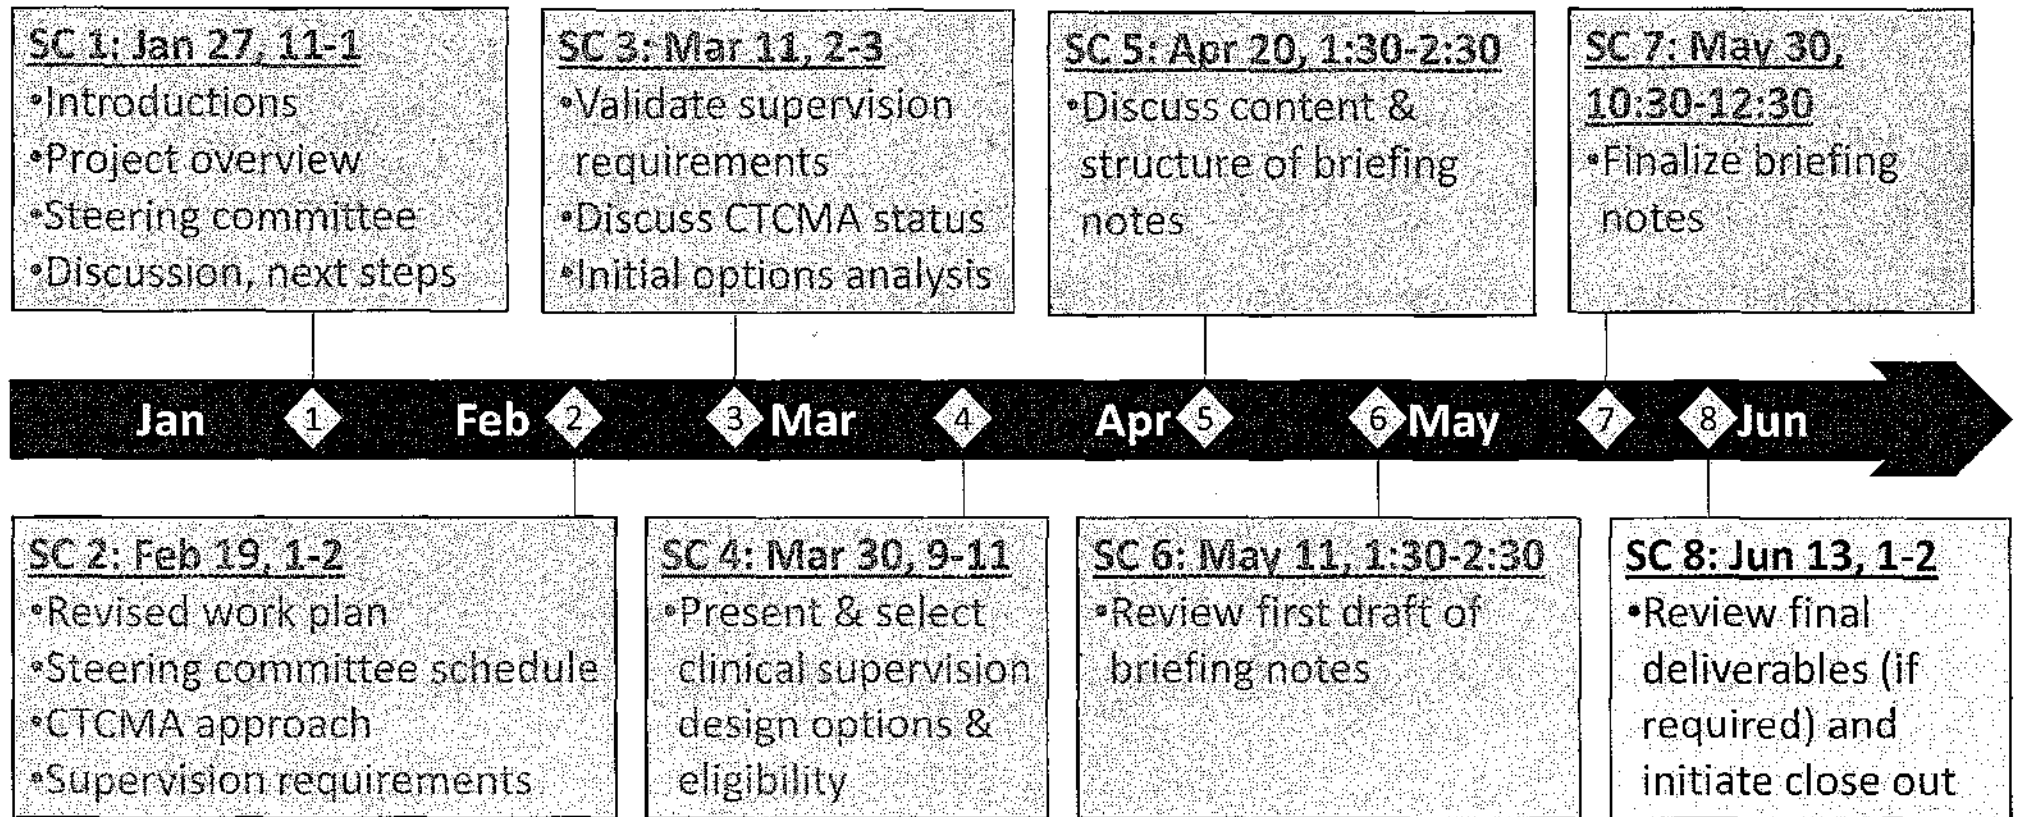 SC 1: Jan 27, 11-1
•Introductions
•Project overview
•Steering committee
•Discussion, next steps
SC 3: Mar 11, 2-3
•Validate supervision
requirements
•Discuss CTCMA status
•Initial options analysis
SC 5: Apr 20, 1:30-2:30
•Discuss content &
structure of briefing
notes
SC 7: May 30,
10:30-12:30
•Finalize briefing
notes
Jan 1 Feb 2 3 Mar 4 Apr 5 6 May 7 8 Jun
SC 2: Feb 19, 1-2
•Revised work plan
•Steering committee schedule
•CTCMA approach
•Supervision requirements
SC 4: Mar 30, 9-11
•Present & select
clinical supervision
design options &
eligibility
SC 6: May 11, 1:30-2:30
•Review first draft of
briefing notes
SC 8: Jun 13, 1-2
•Review final
deliverables (if
required) and
initiate close out